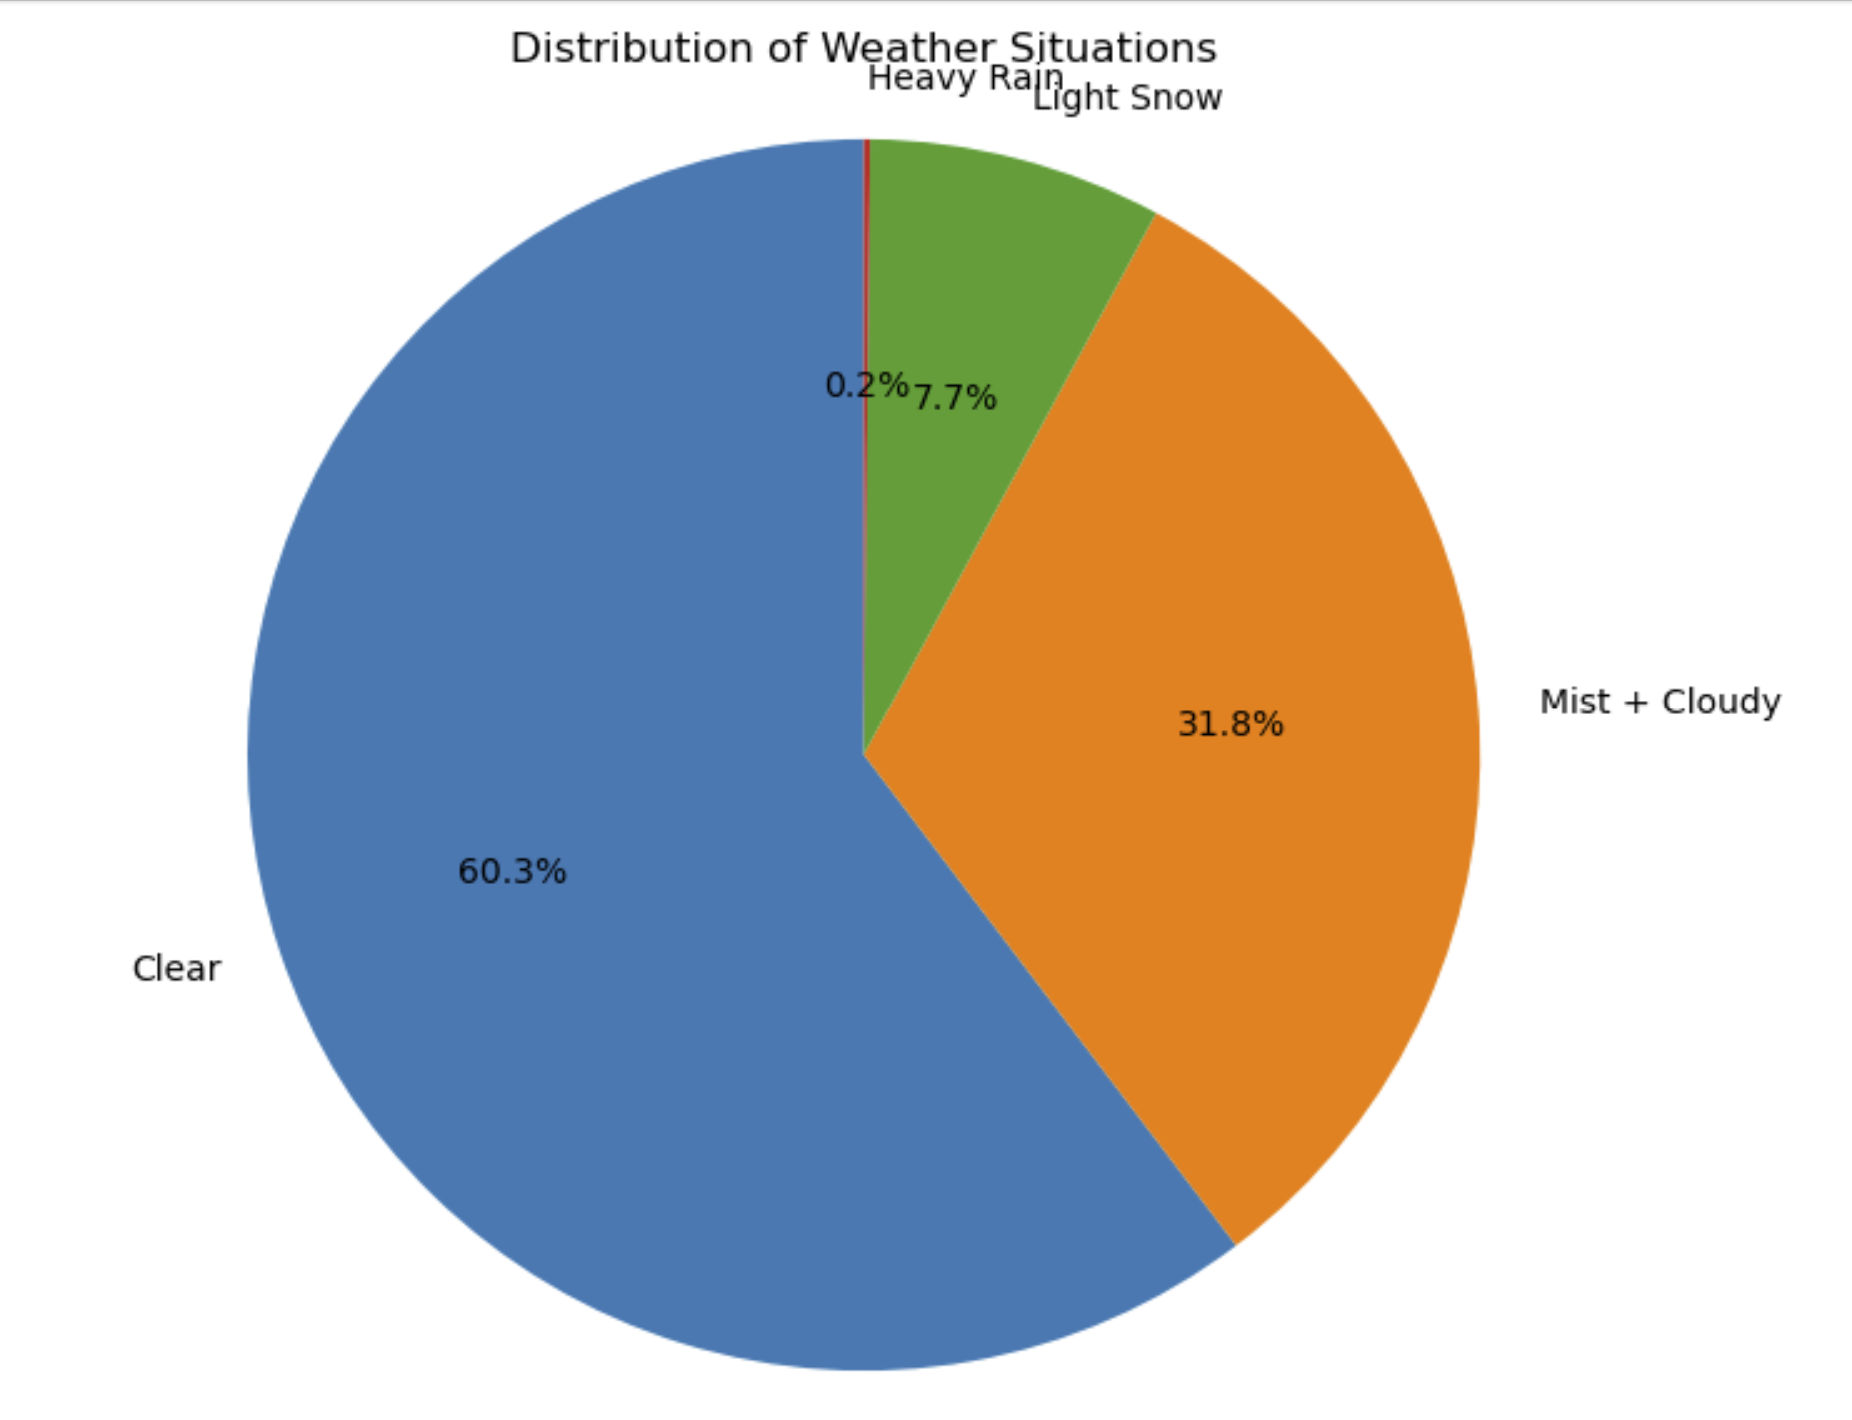 Distribution of Weather Situations
Heavy Rain
Light Snow
0.2%
7.7%
Mist + Cloudy
31.8%
60.3%
Clear